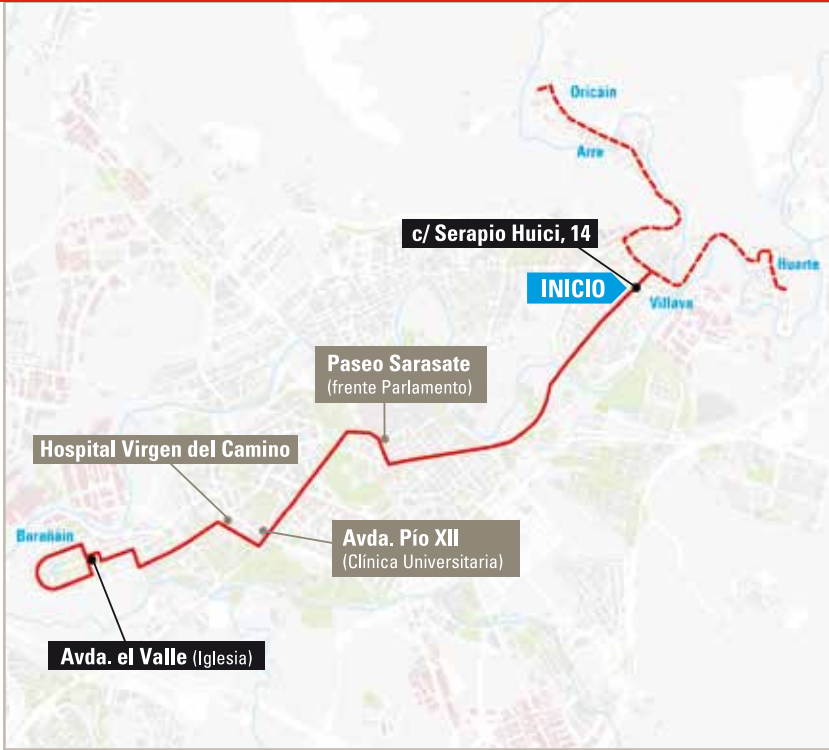 Oricáin
Arre
c/ Serapio Huici, 14
Huarte
INICIO
Villava
Paseo Sarasate
(frente Parlamento)
Hospital Virgen del Camino
Barañáin
Avda. Pío XII
(Clínica Universitaria)
Avda. el Valle (Iglesia)